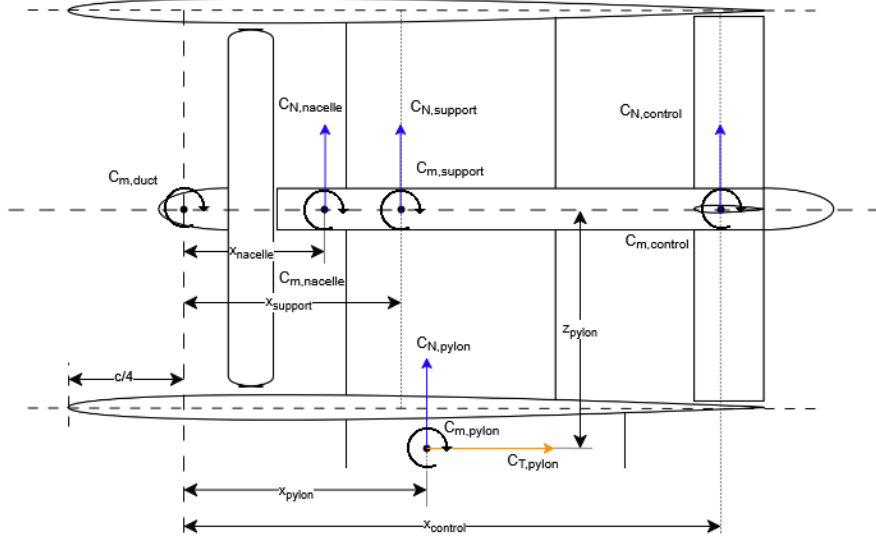 C_N,nacelle
C_N,support
C_N,control
C_m,duct
C_m,support
C_m,control
x_nacelle
C_m,nacelle
x_support
z_pylon
C_N,pylon
c/4
C_m,pylon
C_T,pylon
x_pylon
x_control